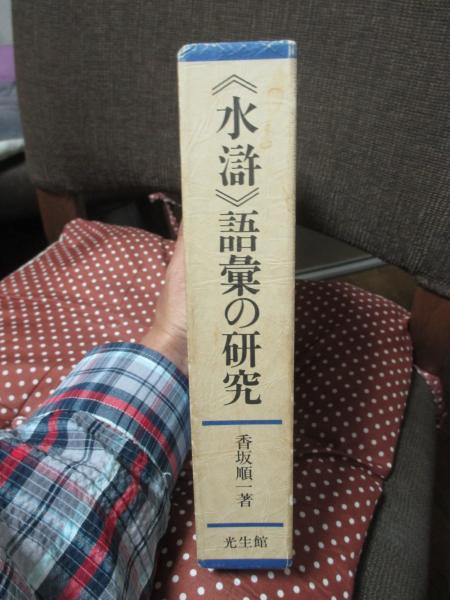 《水滸》語彙の研究
香坂順一著
光生館